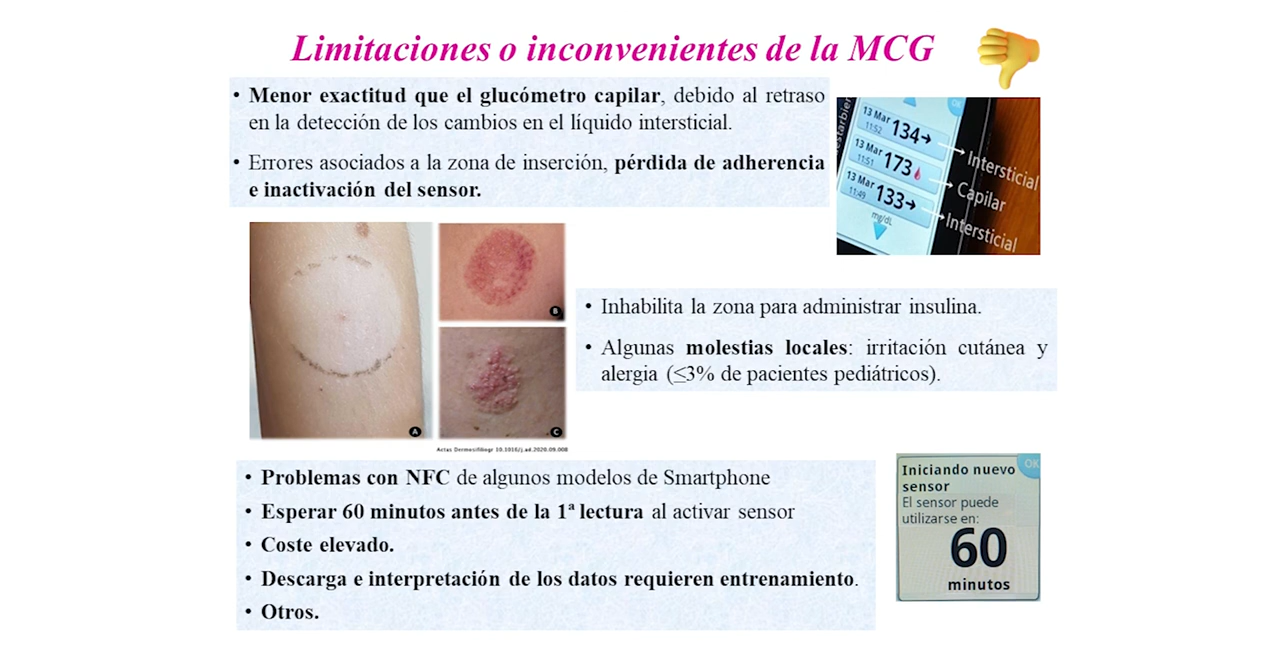 Limitaciones o inconvenientes de la MCG
• Menor exactitud que el glucómetro capilar, debido al retraso
en la detección de los cambios en el líquido intersticial.
• Errores asociados a la zona de inserción, pérdida de adherencia
e inactivación del sensor.
OK
13 Mar
11:52
134→
Intersticial
13 Mar
11:51
173
Capilar
13 Mar
11:49
133→
Intersticial
mg/dL
A
B
C
Actas Dermosifiliogr 10.1016/j.ad.2020.09.008
• Inhabilita la zona para administrar insulina.
• Algunas molestias locales: irritación cutánea y
alergia (≤3% de pacientes pediátricos).
• Problemas con NFC de algunos modelos de Smartphone
• Esperar 60 minutos antes de la 1ª lectura al activar sensor
• Coste elevado.
• Descarga e interpretación de los datos requieren entrenamiento.
• Otros.
OK
Iniciando nuevo
sensor
El sensor puede
utilizarse en:
60
minutos